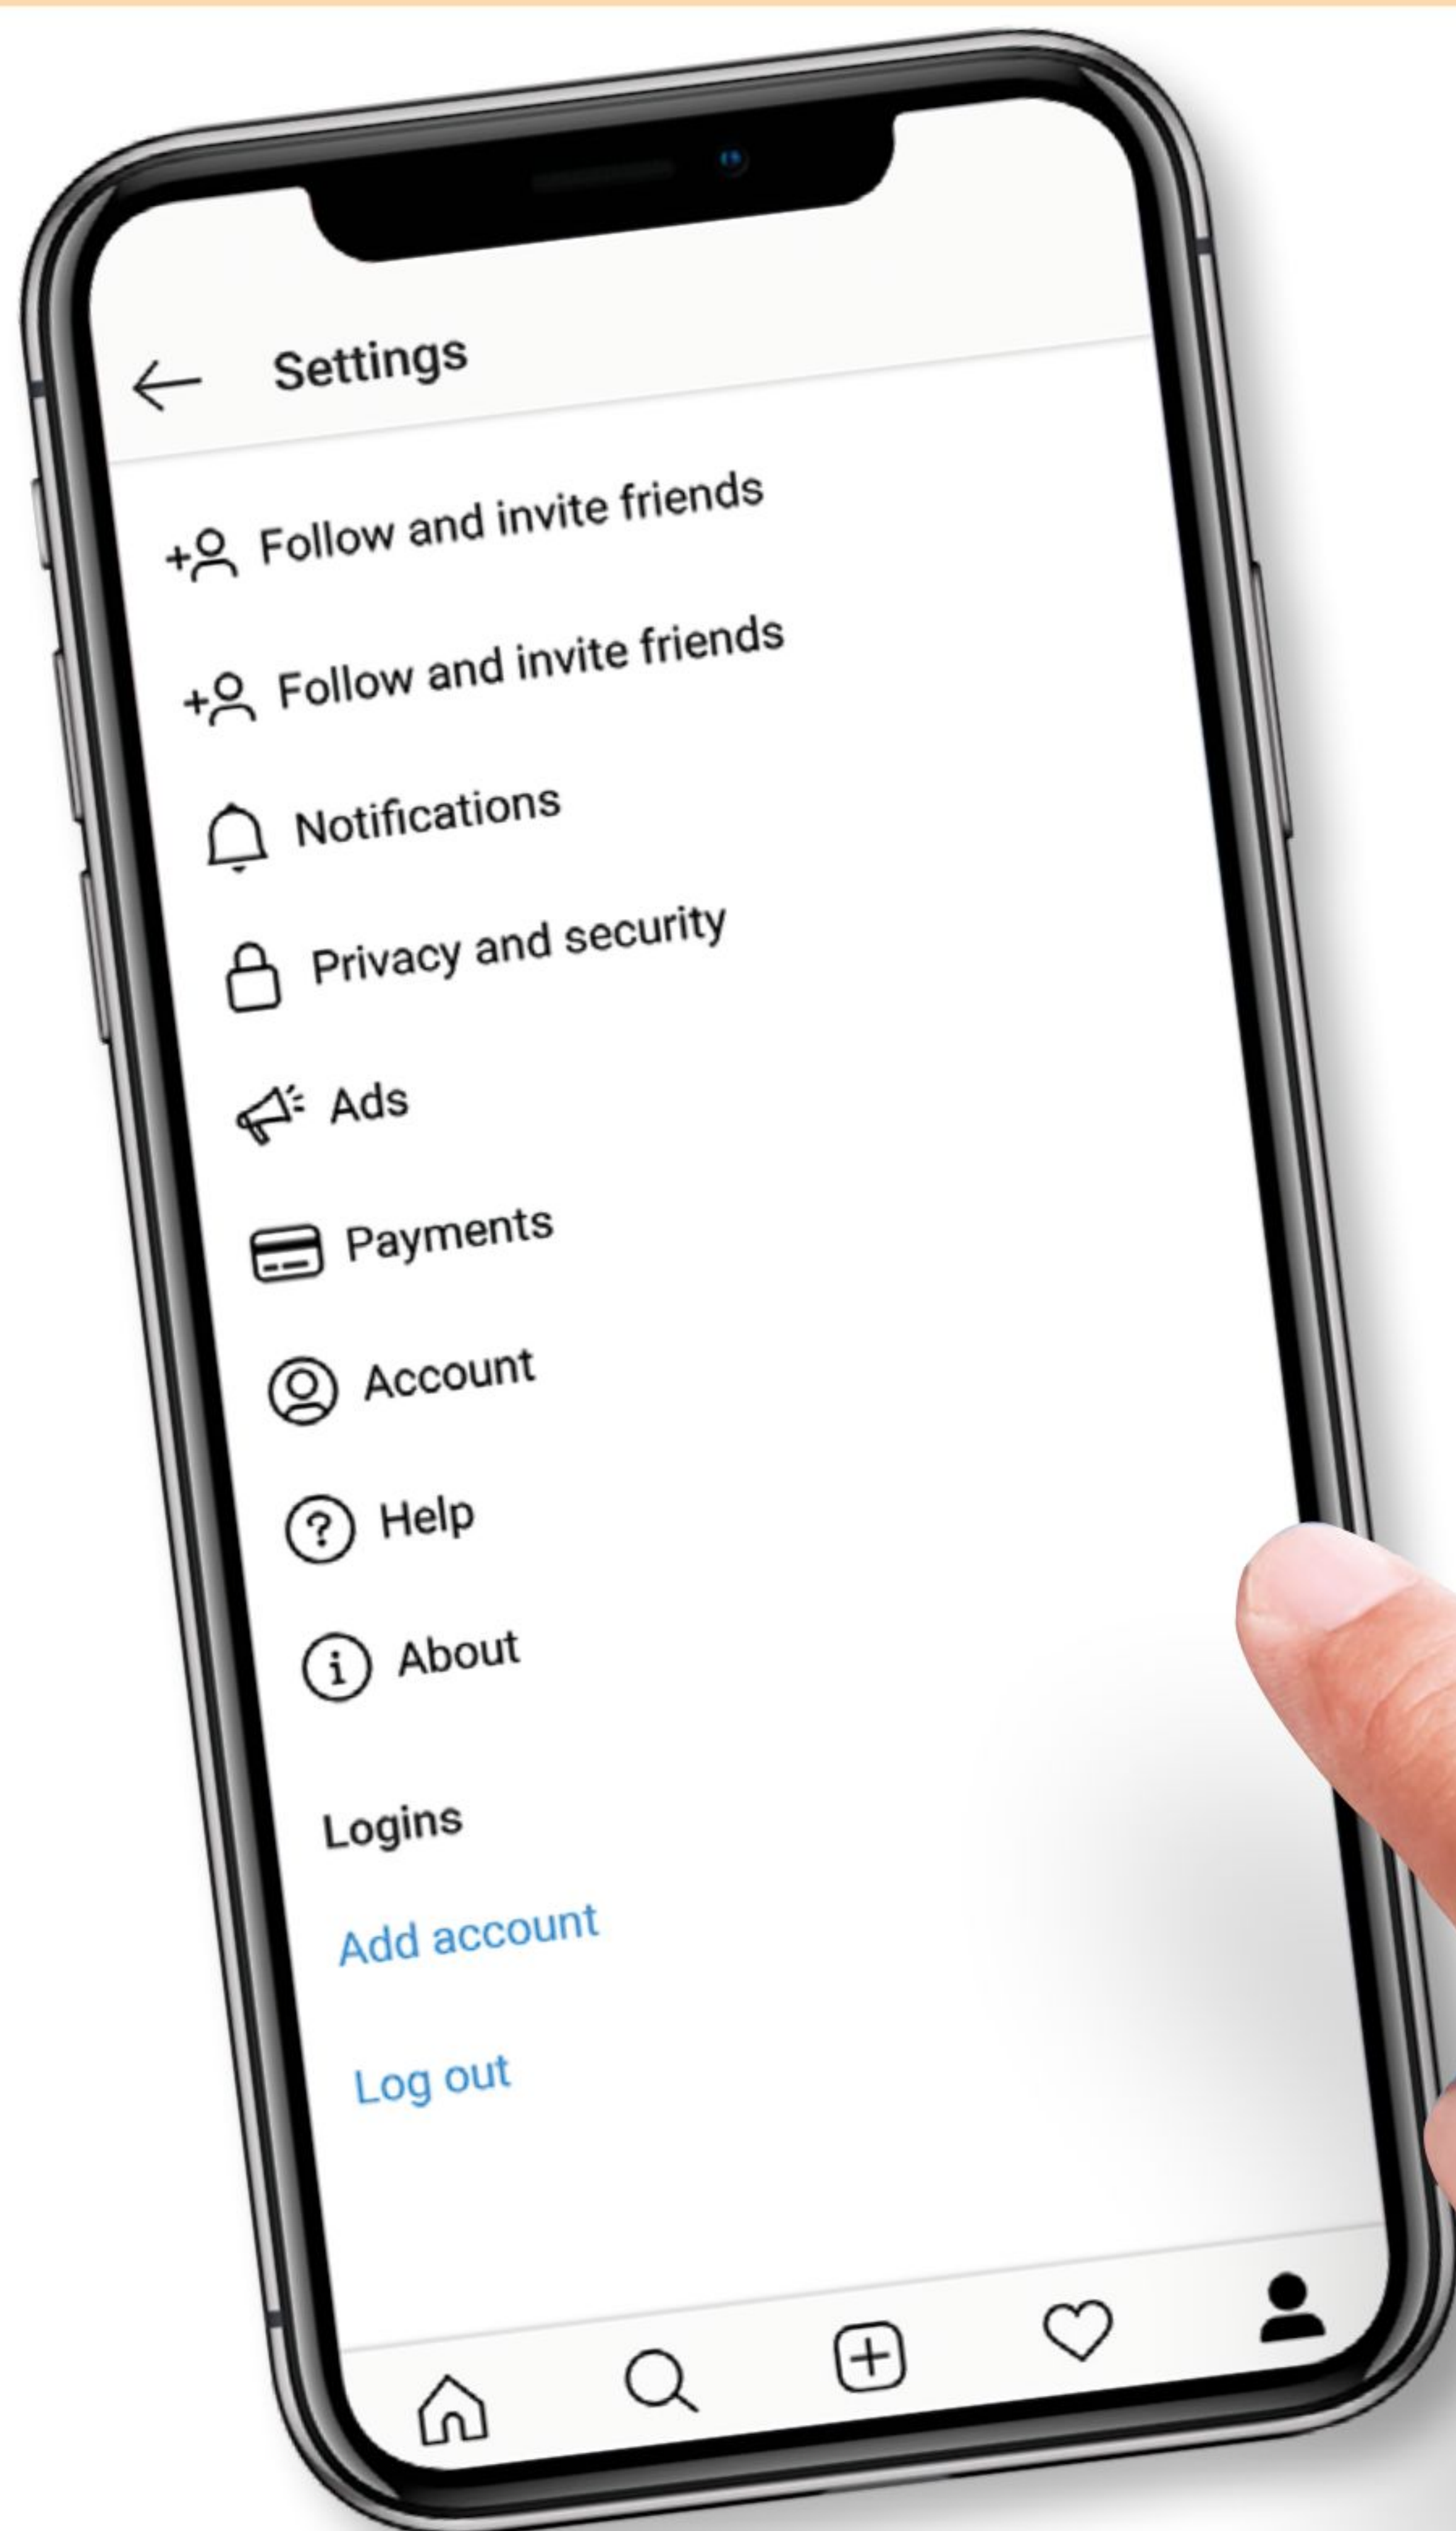 Settings
Follow and invite friends
Follow and invite friends
Notifications
Privacy and security
Ads
Payments
Account
Help
About
Logins
Add account
Log out